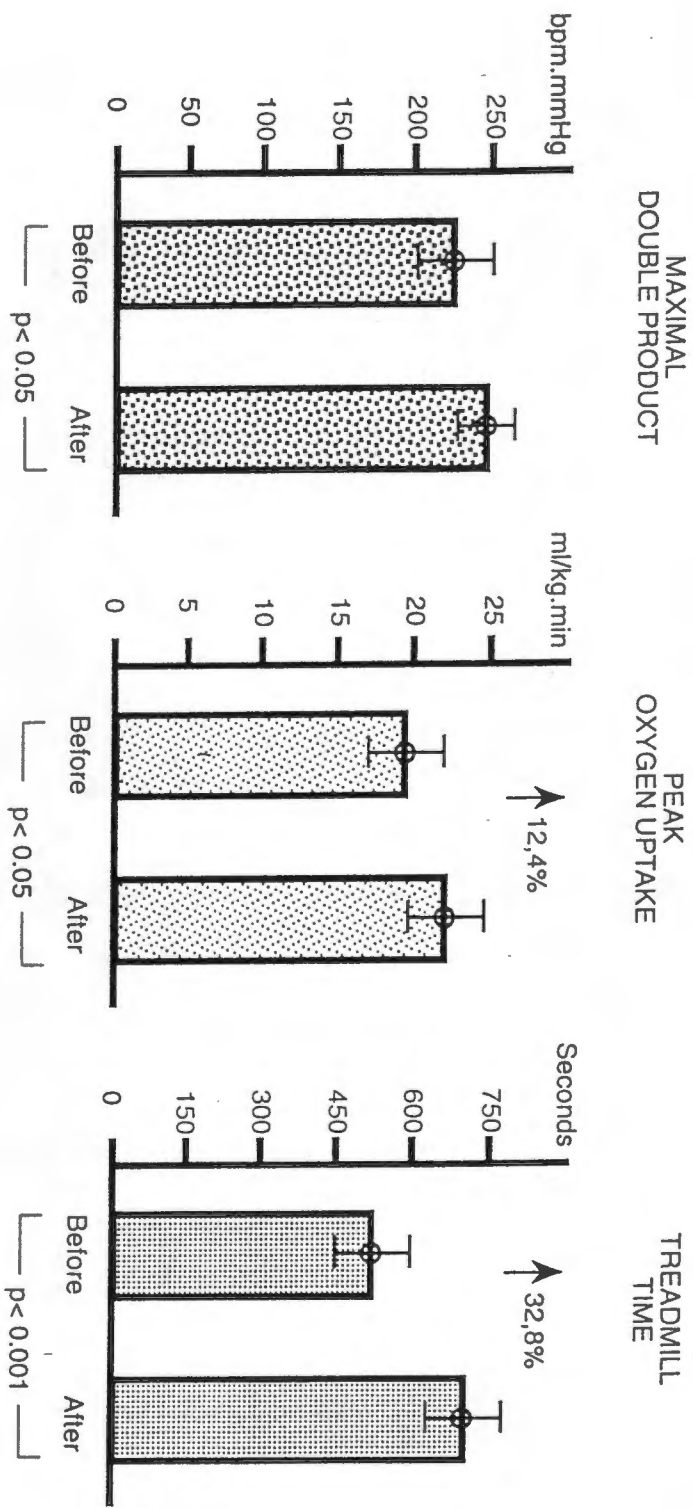 MAXIMAL
DOUBLE PRODUCT
bpm.mmHg
250
200
150
100
50
0
Before
After
p< 0.05
PEAK
OXYGEN UPTAKE
ml/kg.min
25
20
15
10
5
0
12,4%
Before
After
p< 0.05
TREADMILL
TIME
Seconds
750
600
450
300
150
0
32,8%
Before
After
p< 0.001